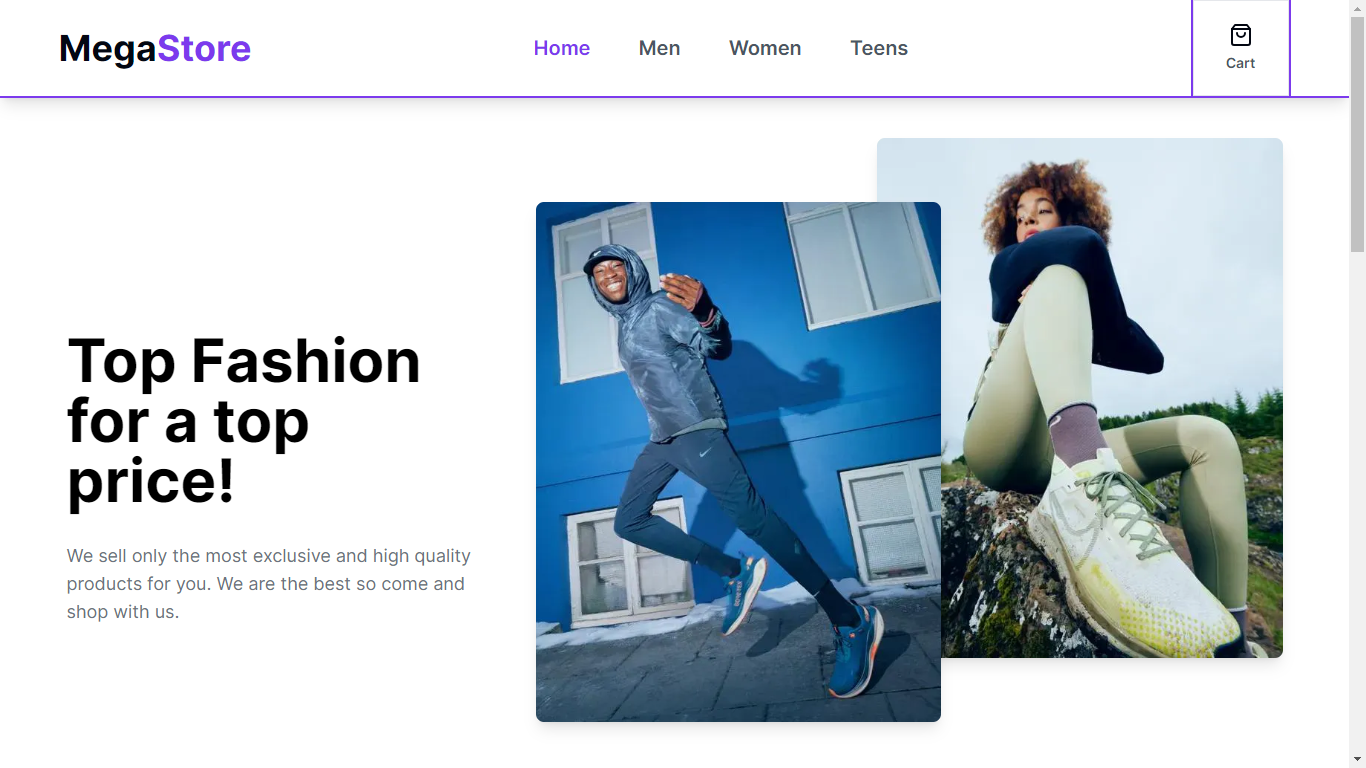 MegaStore
Home
Men
Women
Teens
Cart
Top Fashion
for a top
price!
We sell only the most exclusive and high quality
products for you. We are the best so come and
shop with us.